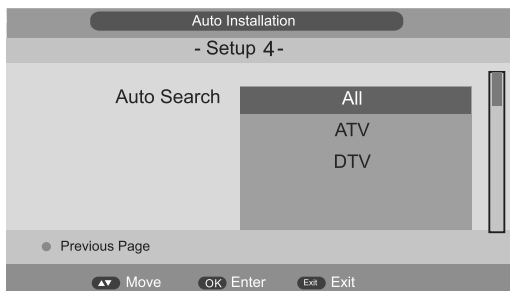 Auto Installation
- Setup 4-
Auto Search
All
ATV
DTV
Previous Page
▲▼ Move OK Enter Exit Exit